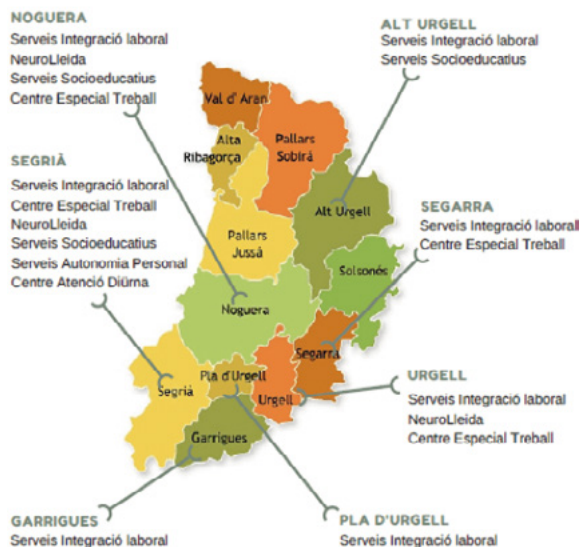 NOGUERA
Serveis Integració laboral
NeuroLleida
Serveis Socioeducatius
Centre Especial Treball
ALT URGELL
Serveis Integració laboral
Serveis Socioeducatius
SEGRIÀ
Serveis Integració laboral
Centre Especial Treball
NeuroLleida
Serveis Socioeducatius
Serveis Autonomia Personal
Centre Atenció Diürna
SEGARRA
Serveis Integració laboral
Centre Especial Treball
Val d' Aran
Alta
Ribagorça
Pallars
Sobirà
Alt Urgell
Pallars
Jussà
Solsonés
Noguera
Segarra
Segrià
Pla d'Urgell
Urgell
Garrigues
URGELL
Serveis Integració laboral
NeuroLleida
Centre Especial Treball
GARRIGUES
Serveis Integració laboral
PLA D'URGELL
Serveis Integració laboral